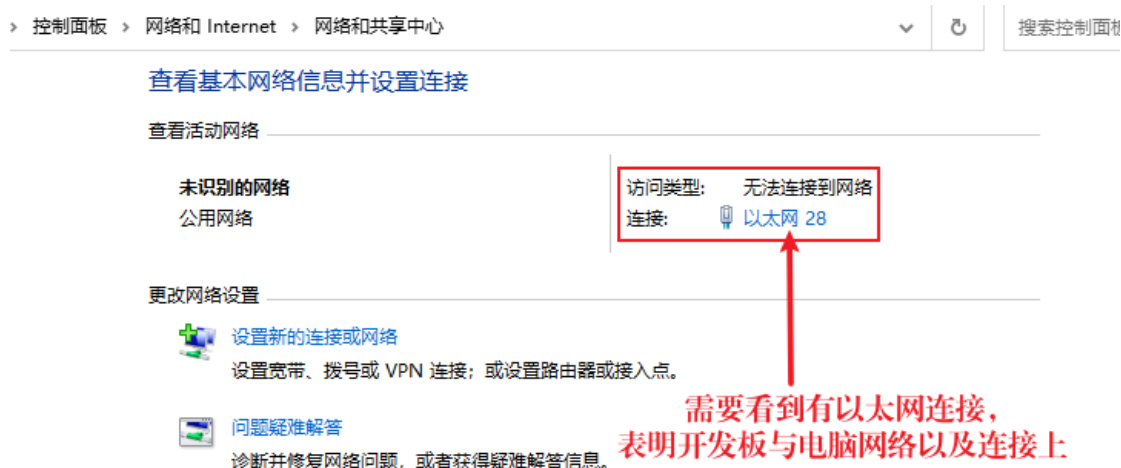 › 控制面板 › 网络和 Internet › 网络和共享中心
搜索控制面板
查看基本网络信息并设置连接
查看活动网络
未识别的网络
公用网络
访问类型: 无法连接到网络
连接: 以太网 28
更改网络设置
设置新的连接或网络
设置宽带、拨号或 VPN 连接；或设置路由器或接入点。
问题疑难解答
诊断并修复网络问题，或者获得疑难解答信息。
需要看到有以太网连接，
表明开发板与电脑网络以及连接上